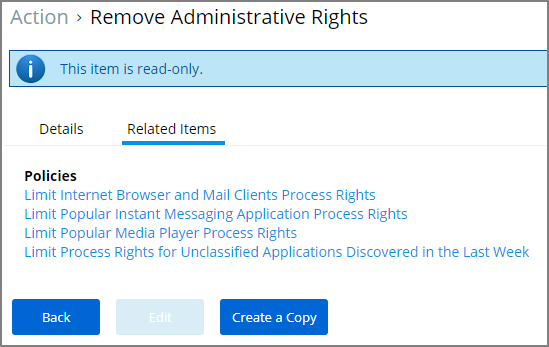 Action › Remove Administrative Rights
i This item is read-only.
Details Related Items
Policies
Limit Internet Browser and Mail Clients Process Rights
Limit Popular Instant Messaging Application Process Rights
Limit Popular Media Player Process Rights
Limit Process Rights for Unclassified Applications Discovered in the Last Week
Back Edit Create a Copy